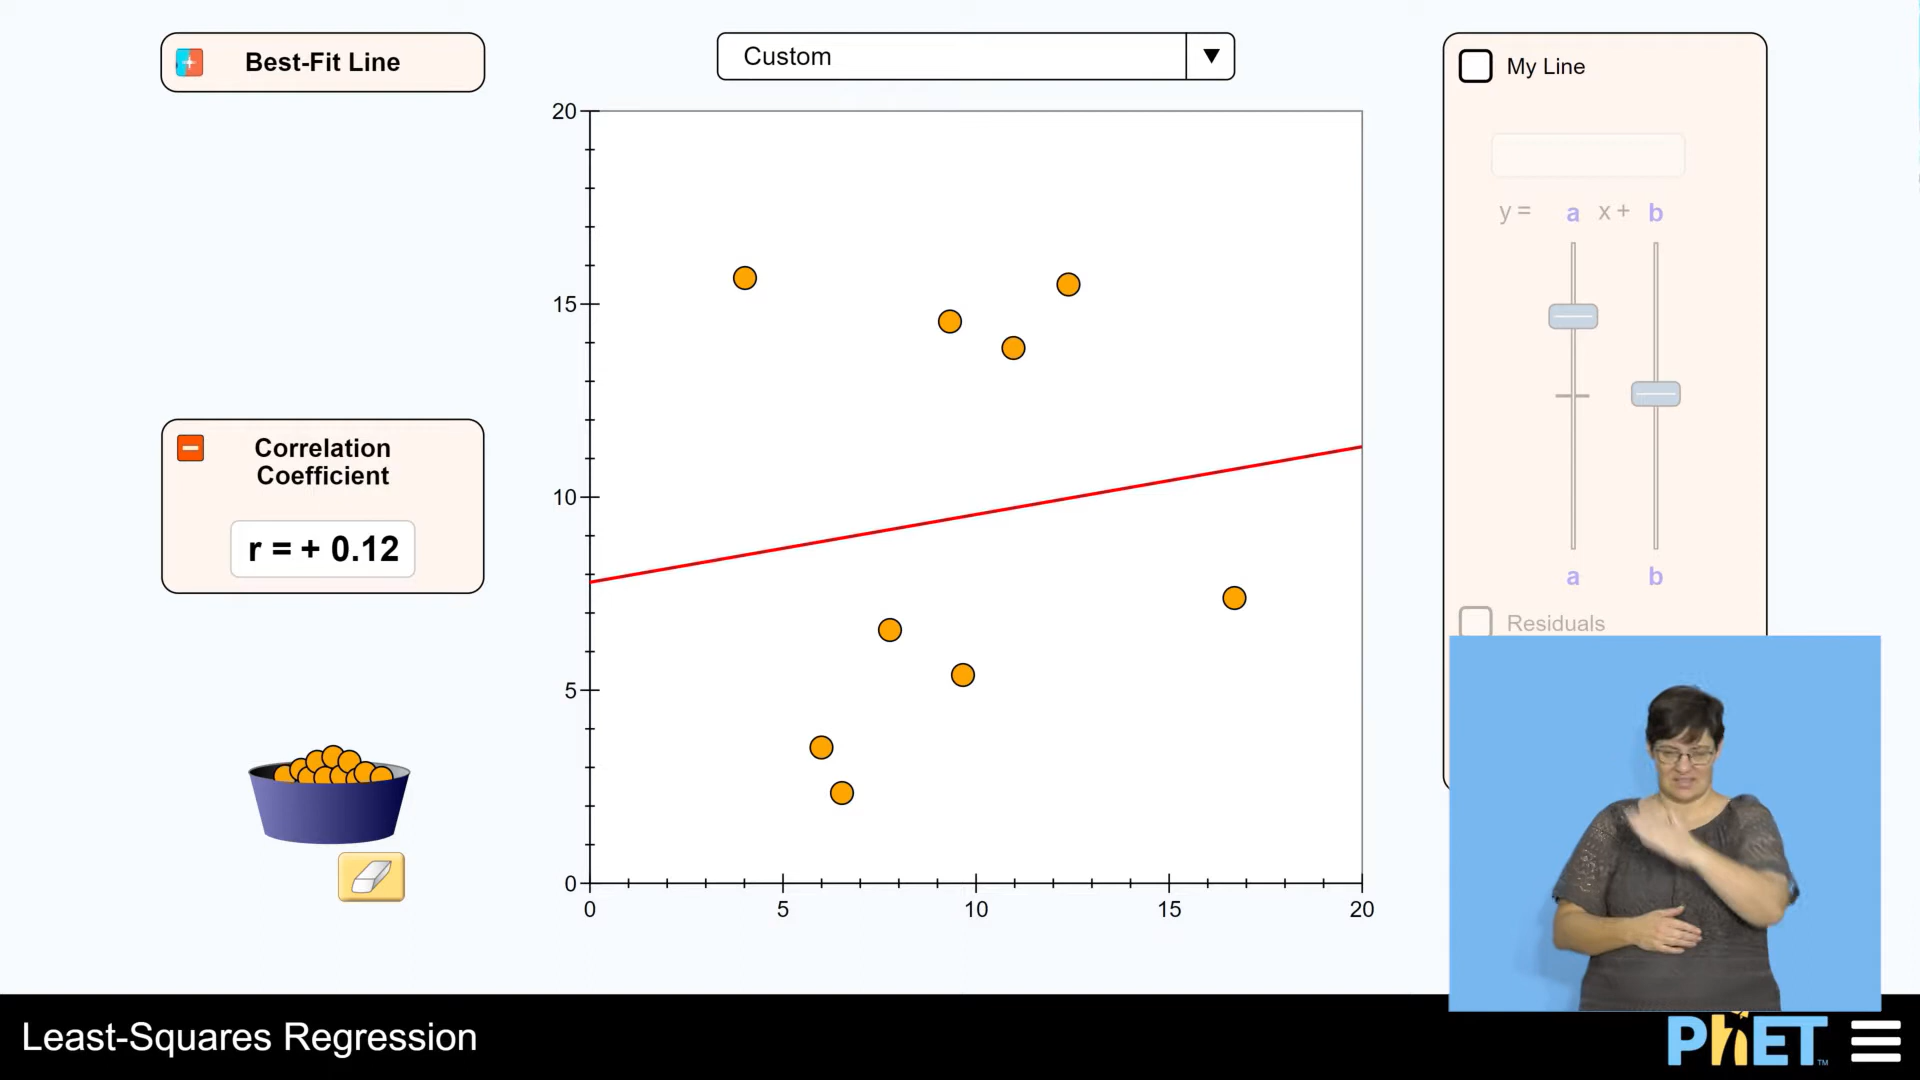 Best-Fit Line
Custom
My Line
y = a x + b
20
15
10
5
0
0 5 10 15 20
Correlation
Coefficient
r = + 0.12
a b
Residuals
Least-Squares Regression
PhET™